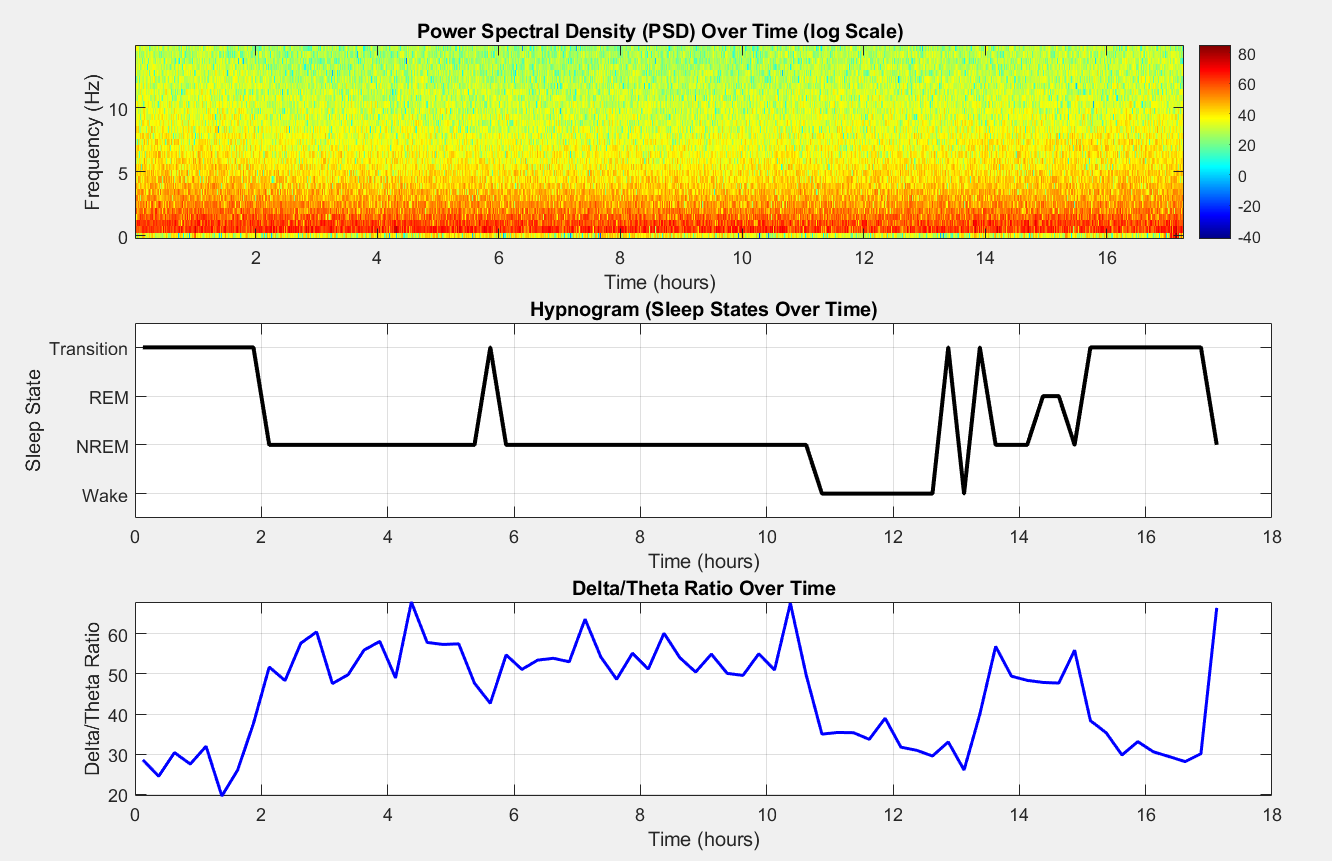 Power Spectral Density (PSD) Over Time (log Scale)
Frequency (Hz)
10
5
0
2 4 6 8 10 12 14 16
Time (hours)
80
60
40
20
0
-20
-40
Hypnogram (Sleep States Over Time)
Sleep State
Transition
REM
NREM
Wake
0 2 4 6 8 10 12 14 16 18
Time (hours)
Delta/Theta Ratio Over Time
Delta/Theta Ratio
60
50
40
30
20
0 2 4 6 8 10 12 14 16 18
Time (hours)